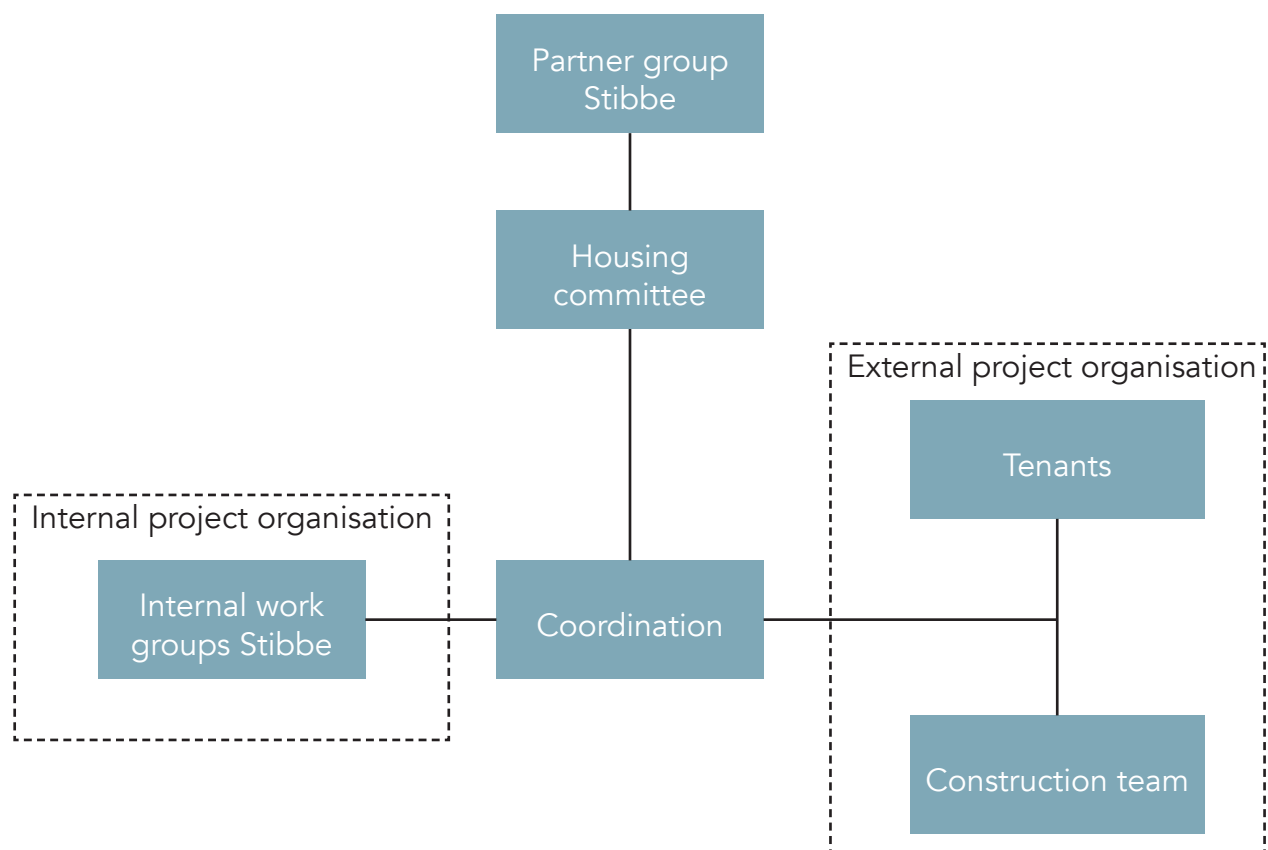 Partner group
Stibbe
Housing
committee
External project organisation
Tenants
Internal project organisation
Internal work
groups Stibbe
Coordination
Construction team